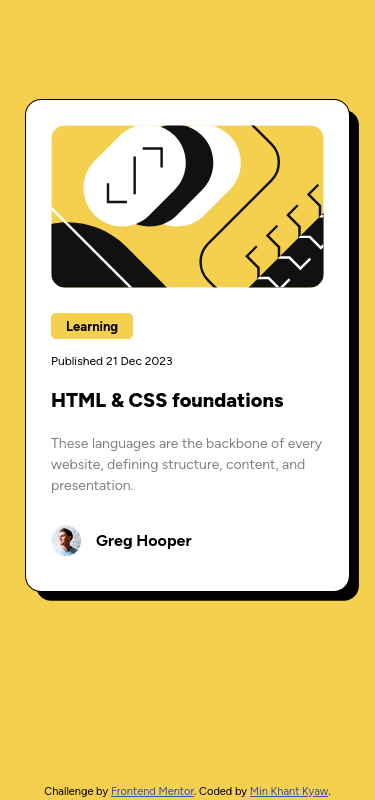 Learning
Published 21 Dec 2023
HTML & CSS foundations
These languages are the backbone of every
website, defining structure, content, and
presentation.
Greg Hooper
Challenge by Frontend Mentor. Coded by Min Khant Kyaw.